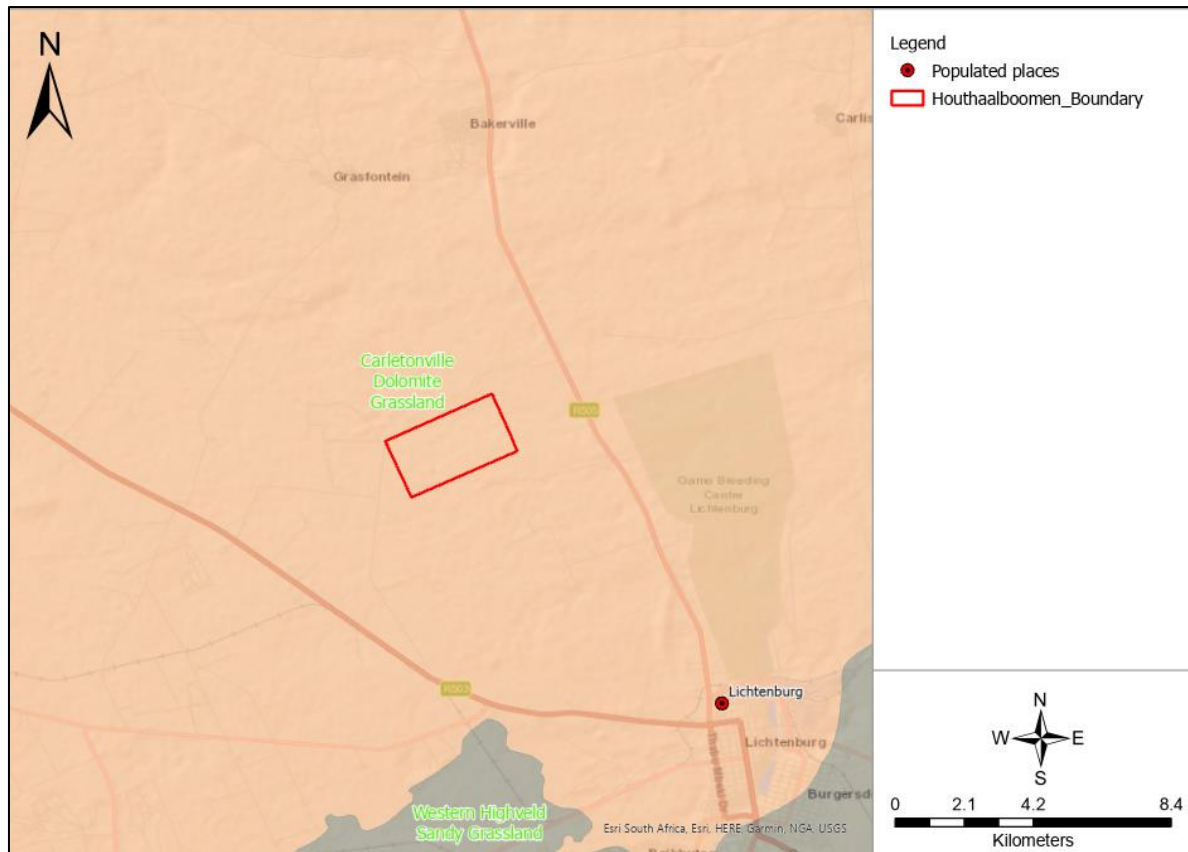 N
Bakerville
Carlis
Grasfontein
Carletonville
Dolomite
Grassland
R505
Game Breeding
Centre
Lichtenburg
R503
Lichtenburg
Lichtenburg
Burgersd
Western Highveld
Sandy Grassland
Esri South Africa, Esri, HERE, Garmin, NGA, USGS
Legend
Populated places
Houthaalboomen_Boundary
N
W E
S
0 2.1 4.2 8.4
Kilometers